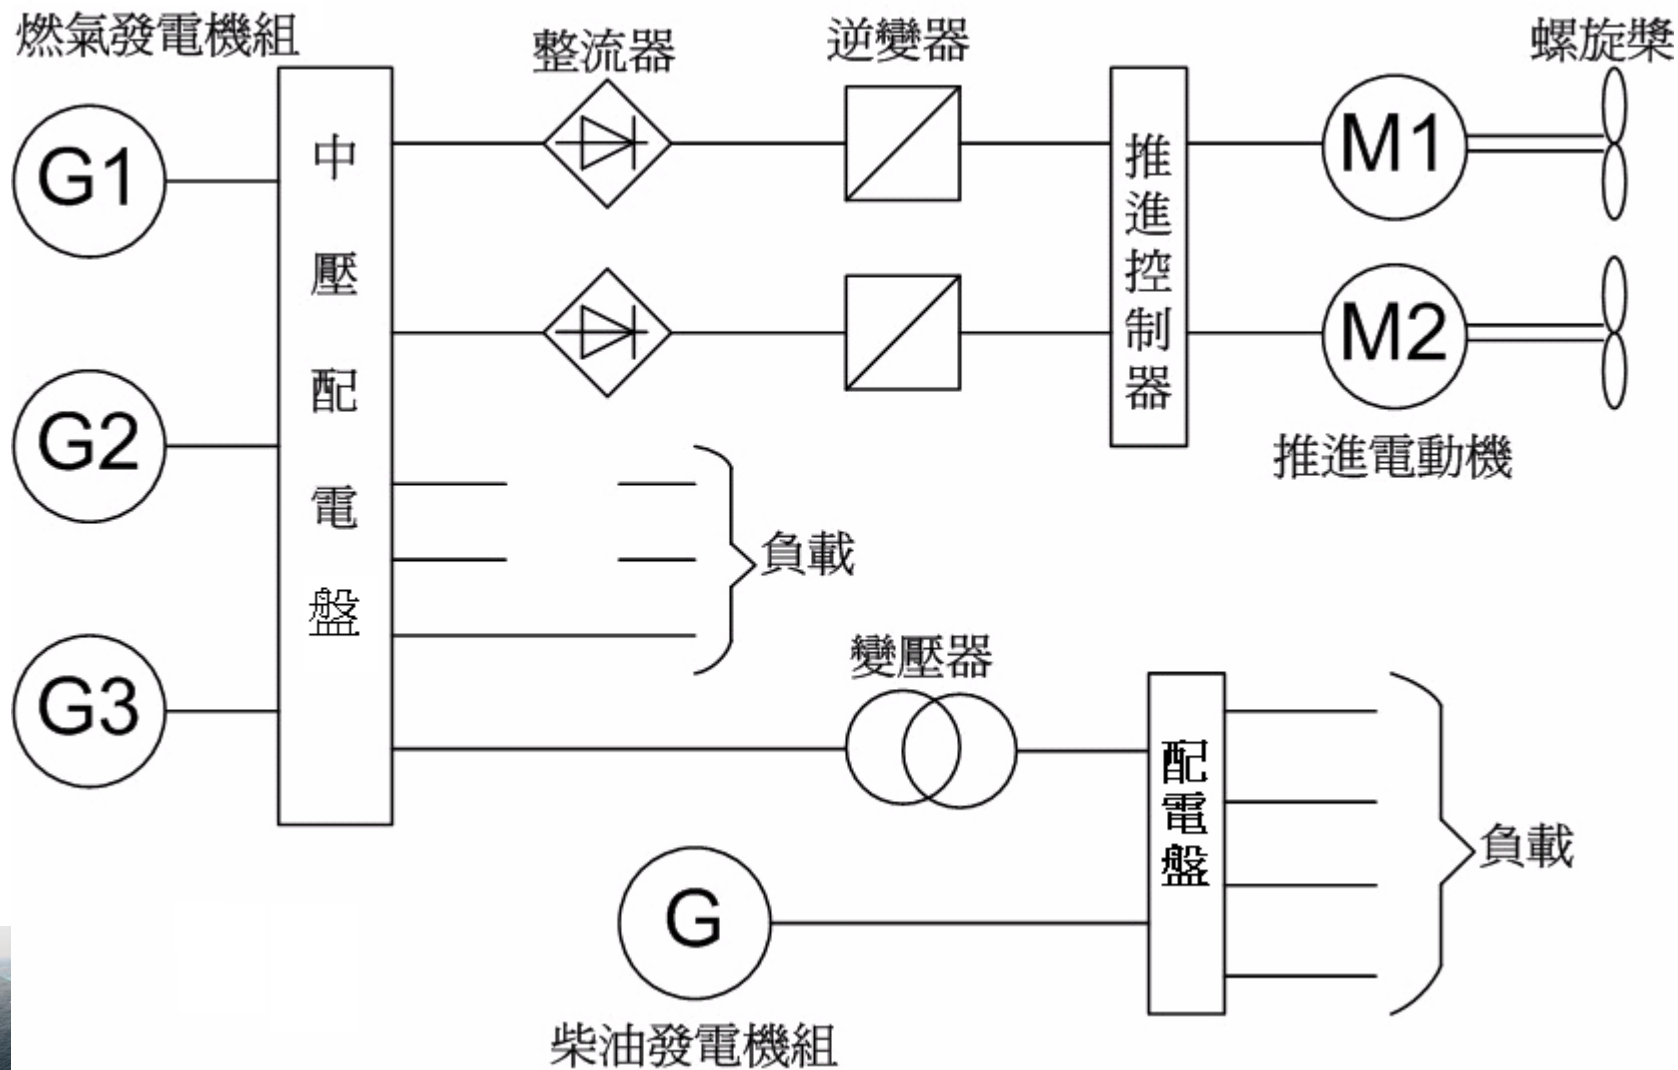 燃氣發電機組
整流器
逆變器
螺旋槳
G1
G2
G3
中壓配電盤
推進控制器
M1
M2
推進電動機
負載
變壓器
配電盤
負載
G
柴油發電機組